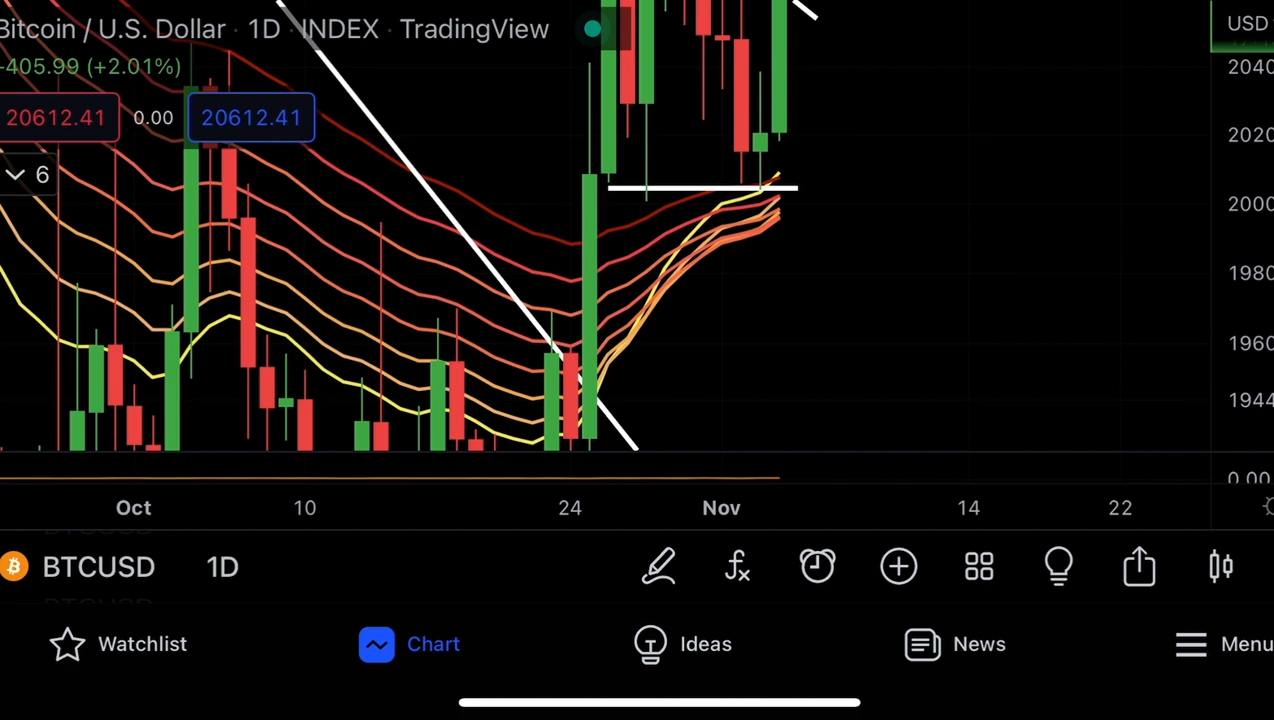 Bitcoin / U.S. Dollar · 1D · INDEX · TradingView
USD
-405.99 (+2.01%)
2040
20612.41 0.00 20612.41
2020
6
2000
1980
1960
1944
0.00
Oct 10 24 Nov 14 22
BTCUSD 1D
Watchlist Chart Ideas News Menu